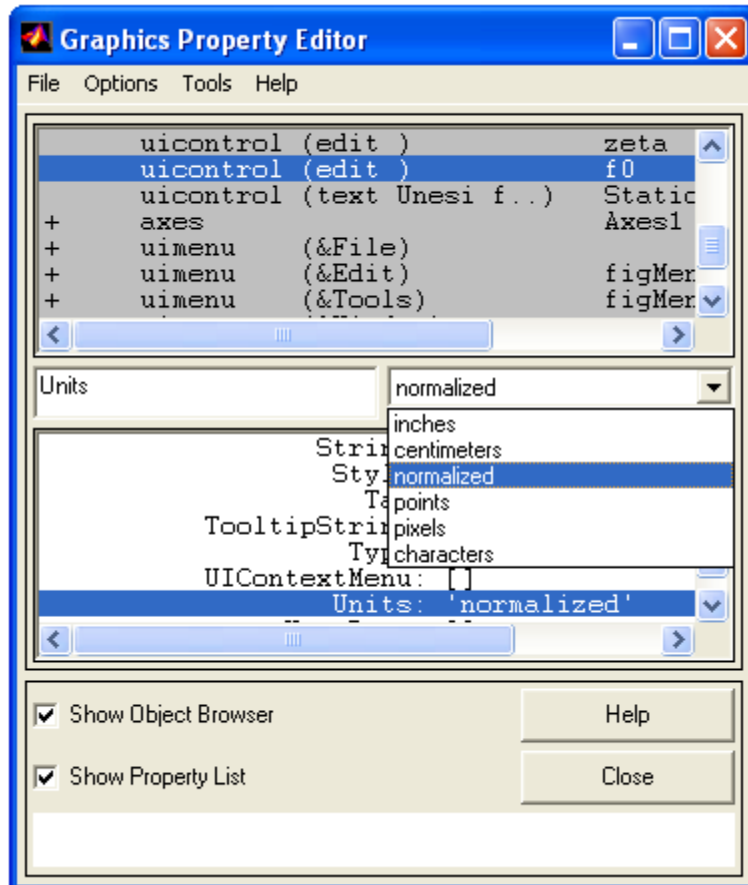 Graphics Property Editor
File Options Tools Help
uicontrol (edit ) zeta
uicontrol (edit ) f0
uicontrol (text Unesi f..) Static
+ axes Axes1
+ uimenu (&File)
+ uimenu (&Edit) figMen
+ uimenu (&Tools) figMen
Units
normalized
inches
centimeters
normalized
points
pixels
characters
Strin
Styl
Ta
TooltipStrin
Typ
UIContextMenu: []
Units: 'normalized'
Show Object Browser
Help
Show Property List
Close